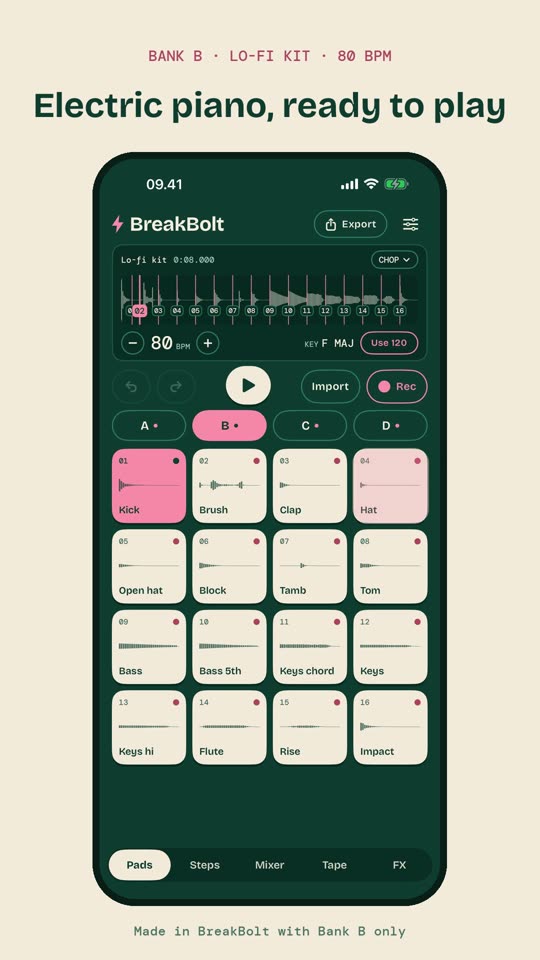 BANK B · LO-FI KIT · 80 BPM
Electric piano, ready to play
09.41
BreakBolt
Export
Lo-fi kit 0:08.000
CHOP
02 03 04 05 06 07 08 09 10 11 12 13 14 15 16
− 80 BPM +
KEY F MAJ
Use 120
Import
Rec
A
B
C
D
01
02
03
04
Kick
Brush
Clap
Hat
05
06
07
08
Open hat
Block
Tamb
Tom
09
10
11
12
Bass
Bass 5th
Keys chord
Keys
13
14
15
16
Keys hi
Flute
Rise
Impact
Pads
Steps
Mixer
Tape
FX
Made in BreakBolt with Bank B only